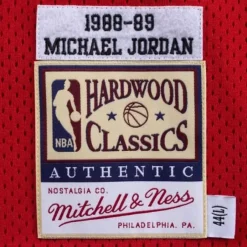 1988-89
MICHAEL JORDAN
HARDWOOD
NBA
CLASSICS
AUTHENTIC
NOSTALGIA CO.
Mitchell & Ness
PHILADELPHIA, PA.
44(L)